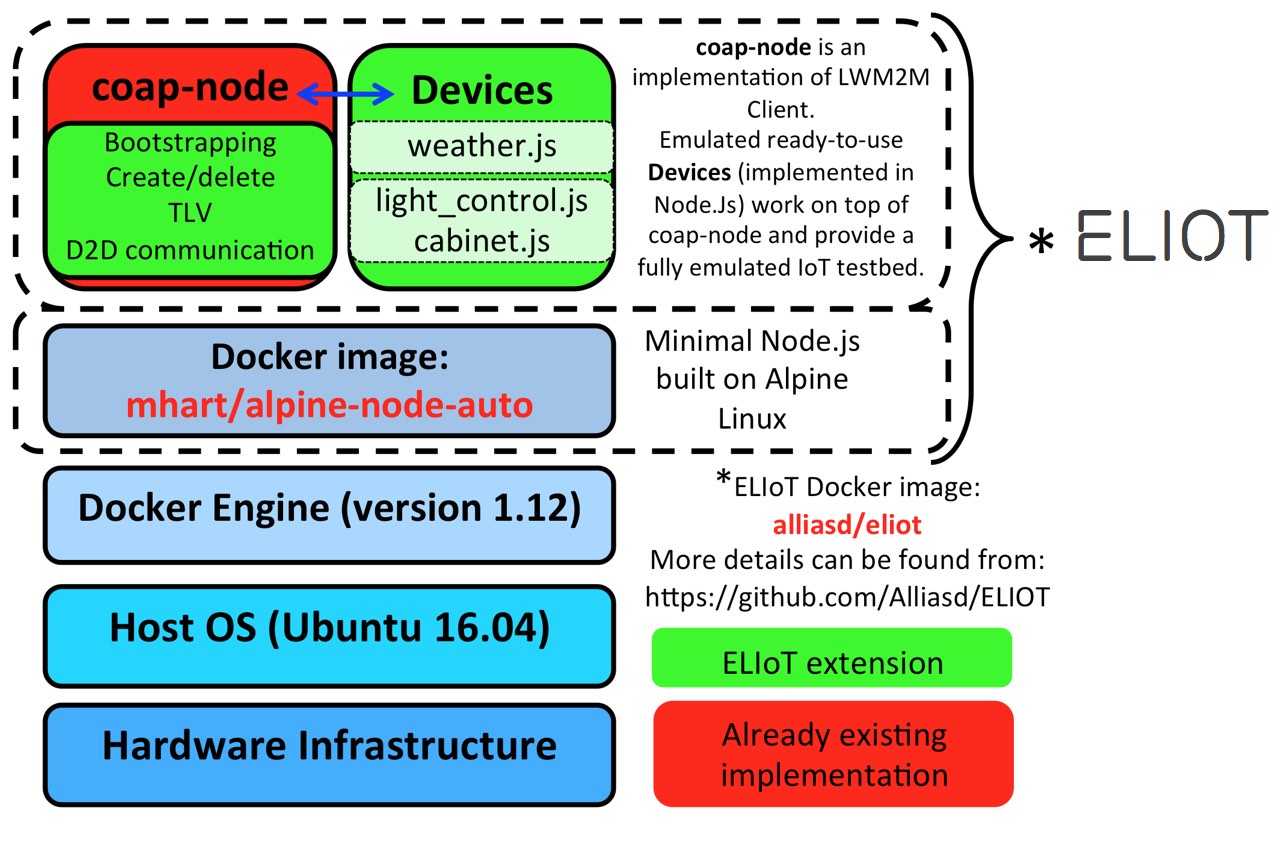 coap-node
Bootstrapping
Create/delete
TLV
D2D communication
Devices
weather.js
light_control.js
cabinet.js
coap-node is an
implementation of LWM2M
Client.
Emulated ready-to-use
Devices (implemented in
Node.Js) work on top of
coap-node and provide a
fully emulated IoT testbed.
* ELIOT
Docker image:
mhart/alpine-node-auto
Minimal Node.js
built on Alpine
Linux
Docker Engine (version 1.12)
*ELIoT Docker image:
alliasd/eliot
More details can be found from:
https://github.com/Alliasd/ELIOT
Host OS (Ubuntu 16.04)
ELIoT extension
Hardware Infrastructure
Already existing
implementation